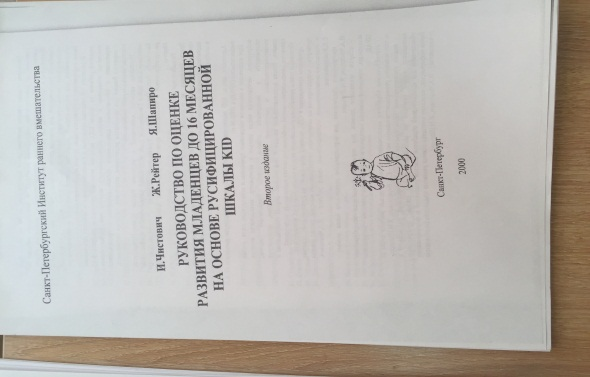 Санкт-Петербургский Институт раннего вмешательства
И.Чистович Ж.Рейтер Я.Шапиро
РУКОВОДСТВО ПО ОЦЕНКЕ
РАЗВИТИЯ МЛАДЕНЦЕВ ДО 16 МЕСЯЦЕВ
НА ОСНОВЕ РУСИФИЦИРОВАННОЙ
ШКАЛЫ KID
Второе издание
Санкт-Петербург
2000